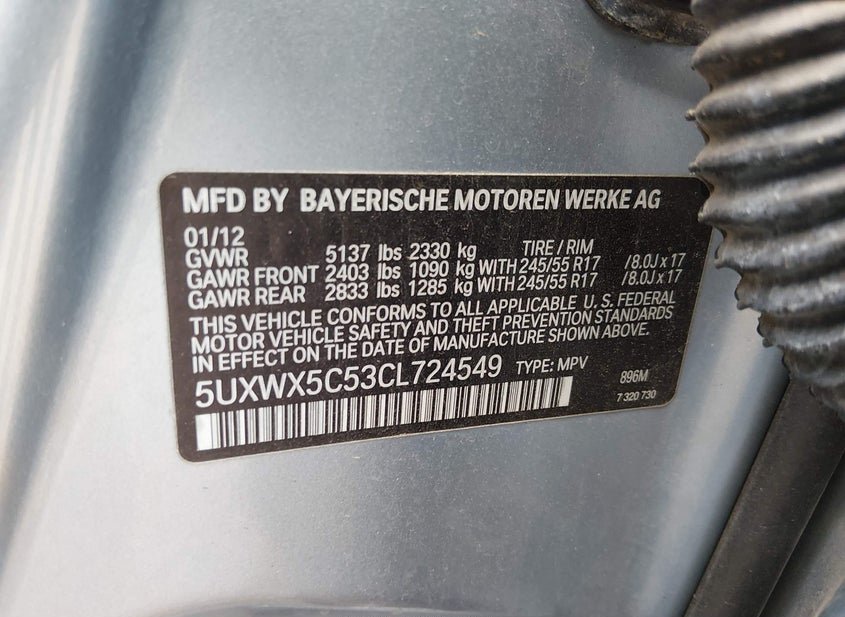 MFD BY BAYERISCHE MOTOREN WERKE AG
01/12
GVWR 5137 lbs 2330 kg TIRE / RIM
GAWR FRONT 2403 lbs 1090 kg WITH 245/55 R17 /8.0J x 17
GAWR REAR 2833 lbs 1285 kg WITH 245/55 R17 /8.0J x 17
THIS VEHICLE CONFORMS TO ALL APPLICABLE U.S. FEDERAL
MOTOR VEHICLE SAFETY AND THEFT PREVENTION STANDARDS
IN EFFECT ON THE DATE OF MANUFACTURE SHOWN ABOVE.
5UXWX5C53CL724549 TYPE: MPV 896M
7 320 730